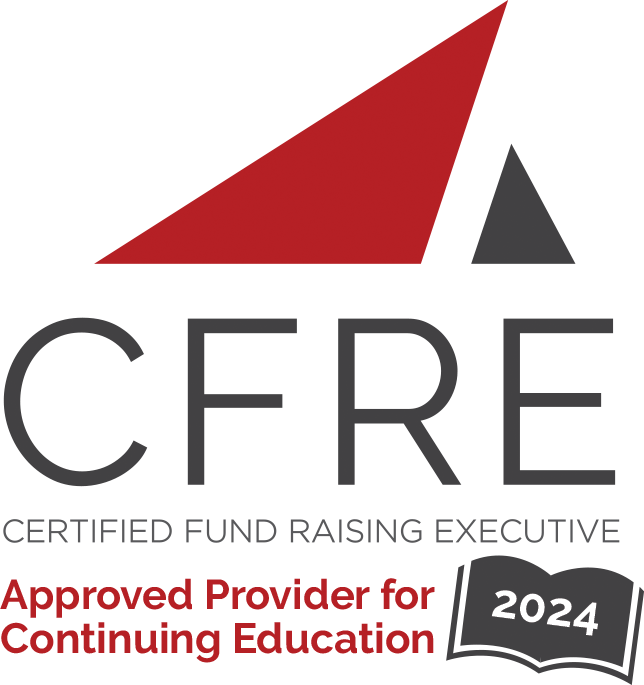 CFRE
CERTIFIED FUND RAISING EXECUTIVE
Approved Provider for
Continuing Education
2024